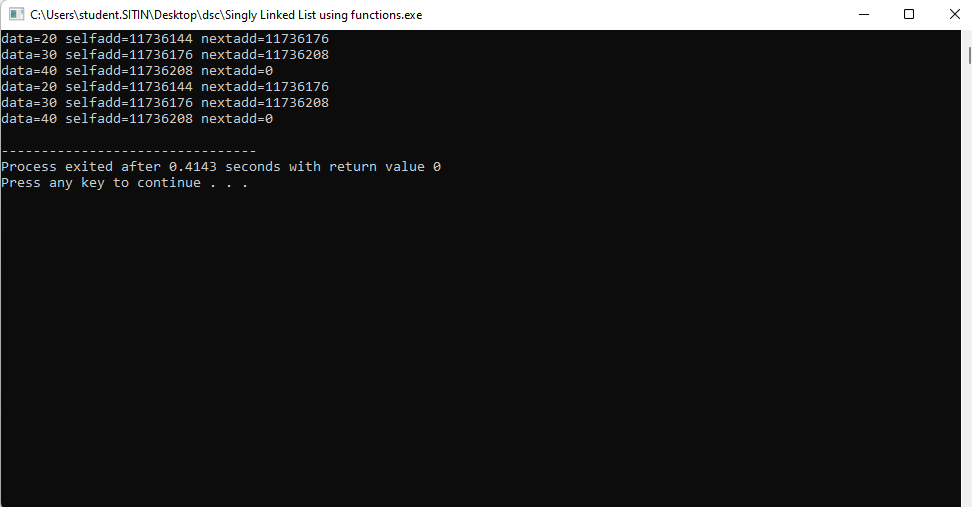 C:\Users\student.SITIN\Desktop\dsc\Singly Linked List using functions.exe
data=20 selfadd=11736144 nextadd=11736176
data=30 selfadd=11736176 nextadd=11736208
data=40 selfadd=11736208 nextadd=0
data=20 selfadd=11736144 nextadd=11736176
data=30 selfadd=11736176 nextadd=11736208
data=40 selfadd=11736208 nextadd=0
--------------------------------
Process exited after 0.4143 seconds with return value 0
Press any key to continue . . .